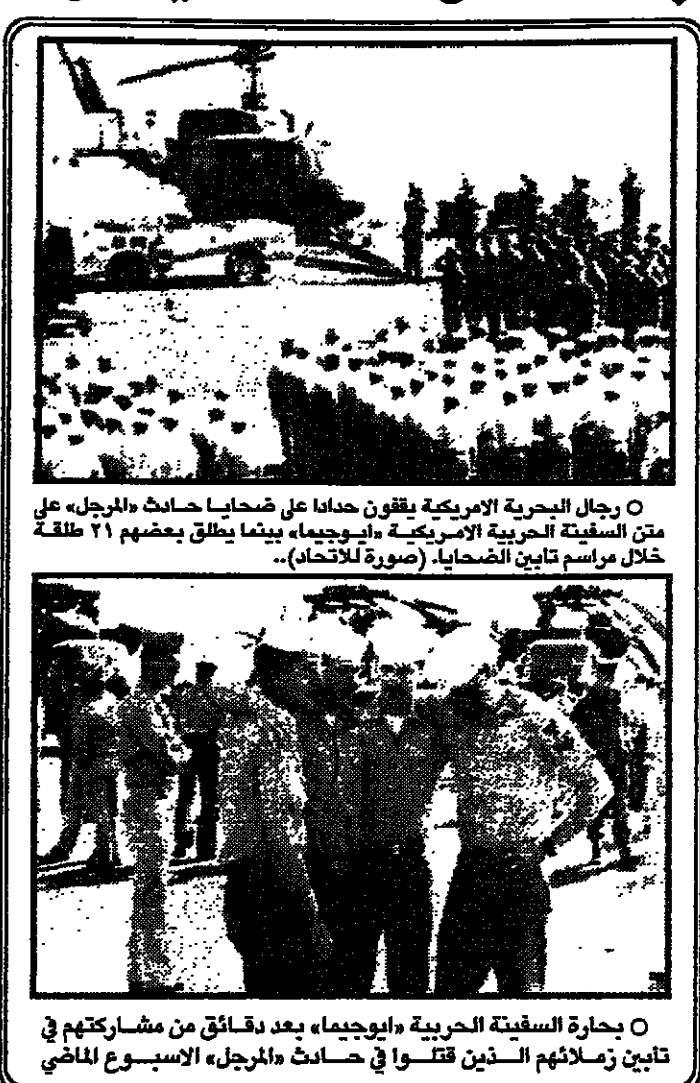 ○ رجال البحرية الامريكية يقفون حدادا على ضحايا حادث «المرجل» على
متن السفينة الحربية الامريكية «ايوجيما» بينما يطلق بعضهم ٢١ طلقة
خلال مراسم تابين الضحايا. (صورة للاتحاد)..
○ بحارة السفينة الحربية «ايوجيما» بعد دقائق من مشاركتهم في
تأبين زملائهم الذين قتلوا في حادث «المرجل» الاسبوع الماضي